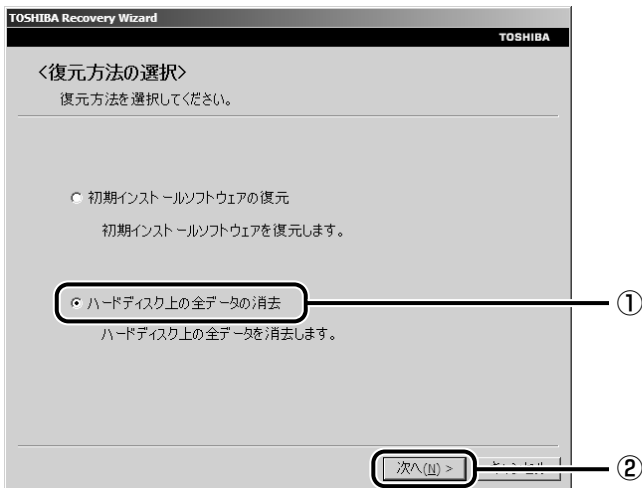 TOSHIBA Recovery Wizard
TOSHIBA
<復元方法の選択>
復元方法を選択してください。
初期インストールソフトウェアの復元
初期インストールソフトウェアを復元します。
ハードディスク上の全データの消去
①
ハードディスク上の全データを消去します。
次へ(N) >
②